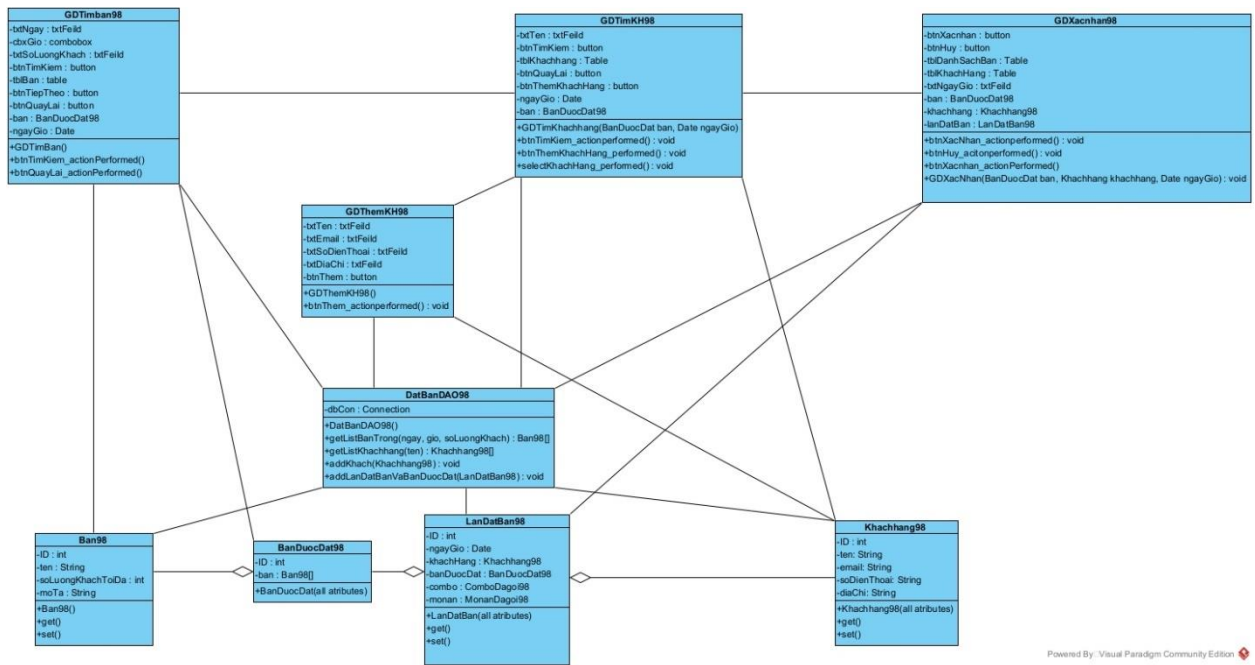 GDTimban98
-txtNgay : txtFeild
-cbxGio : combobox
-txtSoLuongKhach : txtFeild
-btnTimKiem : button
-tblBan : table
-btnTiepTheo : button
-btnQuayLai : button
-ban : BanDuocDat98
-ngayGio : Date
+GDTimBan()
+btnTimKiem_actionPerformed()
+btnQuayLai_actionPerformed()
GDTimKH98
-txtTen : txtFeild
-btnTimKiem : button
-tblKhachhang : Table
-btnQuayLai : button
-btnThemKhachHang : button
-ngayGio : Date
-ban : BanDuocDat98
+GDTimKhachhang(BanDuocDat ban, Date ngayGio)
+btnTimKiem_actionperformed() : void
+btnThemKhachHang_performed() : void
+selectKhachHang_performed() : void
GDXacnhan98
-btnXacnhan : button
-btnHuy : button
-tblDanhSachBan : Table
-tblKhachHang : Table
-txtNgayGio : txtFeild
-ban : BanDuocDat98
-khachhang : Khachhang98
-lanDatBan : LanDatBan98
+btnXacNhan_actionperformed() : void
+btnHuy_acitonperformed() : void
+btnXacnhan_actionPerformed()
+GDXacNhan(BanDuocDat ban, Khachhang khachhang, Date ngayGio) : void
GDThemKH98
-txtTen : txtFeild
-txtEmail : txtFeild
-txtSoDienThoai : txtFeild
-txtDiaChi : txtFeild
-btnThem : button
+GDThemKH98()
+btnThem_actionperformed() : void
DatBanDAO98
-dbCon : Connection
+DatBanDAO98()
+getListBanTrong(ngay, gio, soLuongKhach) : Ban98[]
+getListKhachhang(ten) : Khachhang98[]
+addKhach(Khachhang98) : void
+addLanDatBanVaBanDuocDat(LanDatBan98) : void
Ban98
-ID : int
-ten : String
-soLuongKhachToiDa : int
-moTa : String
+Ban98()
+get()
+set()
BanDuocDat98
-ID : int
-ban : Ban98[]
+BanDuocDat(all atributes)
LanDatBan98
-ID : int
-ngayGio : Date
-khachHang : Khachhang98
-banDuocDat : BanDuocDat98
-combo : ComboDagoi98
-monan : MonanDagoi98
+LanDatBan(all atributes)
+get()
+set()
Khachhang98
-ID : int
-ten: String
-email: String
-soDienThoai: String
-diaChi: String
+Khachhang98(all atributes)
+get()
+set()
Powered By: Visual Paradigm Community Edition